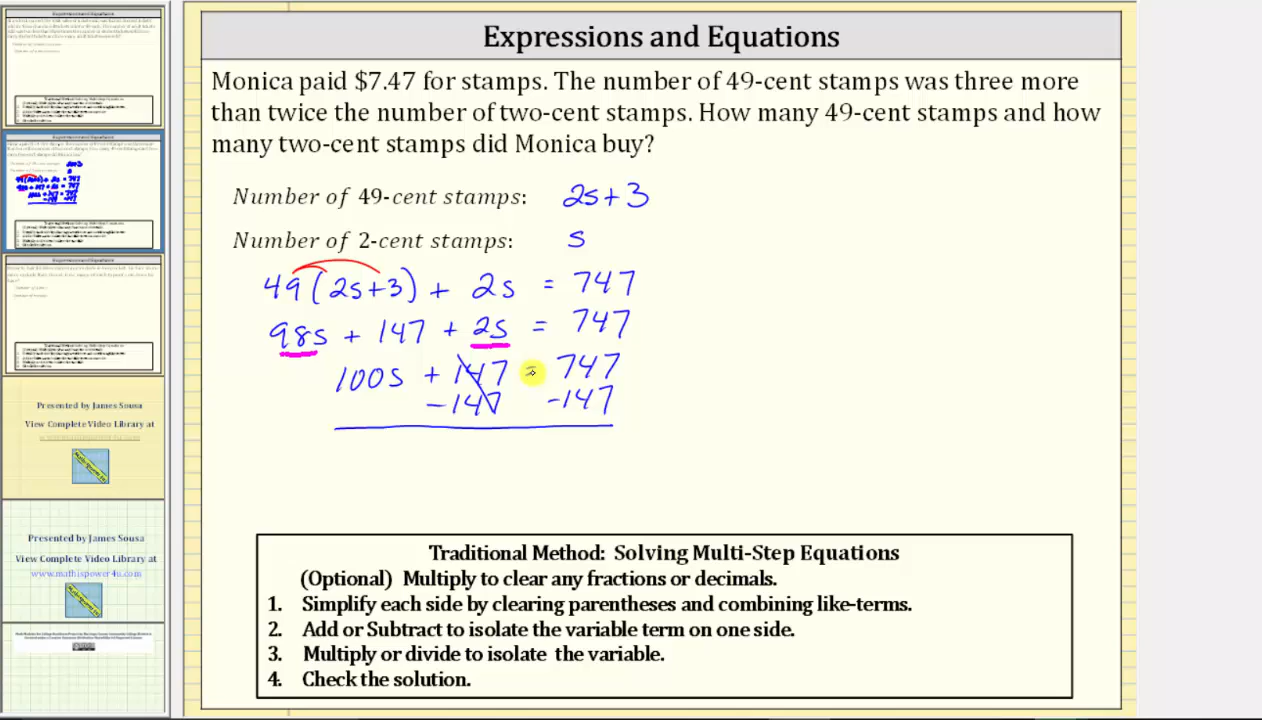 Expressions and Equations
Monica paid $7.47 for stamps. The number of 49-cent stamps was three more
than twice the number of two-cent stamps. How many 49-cent stamps and how
many two-cent stamps did Monica buy?
Number of 49-cent stamps: 2s+3
Number of 2-cent stamps: s
49(2s+3) + 2s = 747
98s + 147 + 2s = 747
100s + 147 = 747
-147 -147
Traditional Method: Solving Multi-Step Equations
(Optional) Multiply to clear any fractions or decimals.
1. Simplify each side by clearing parentheses and combining like-terms.
2. Add or Subtract to isolate the variable term on one side.
3. Multiply or divide to isolate the variable.
4. Check the solution.
Presented by James Sousa
View Complete Video Library at
Presented by James Sousa
View Complete Video Library at
www.mathispower4u.com